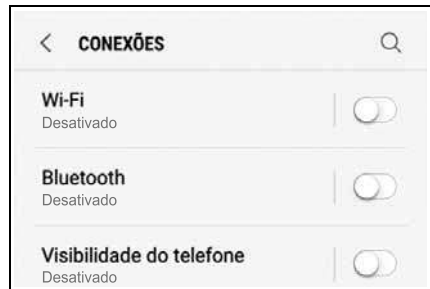 CONEXÕES
Wi-Fi
Desativado
Bluetooth
Desativado
Visibilidade do telefone
Desativado